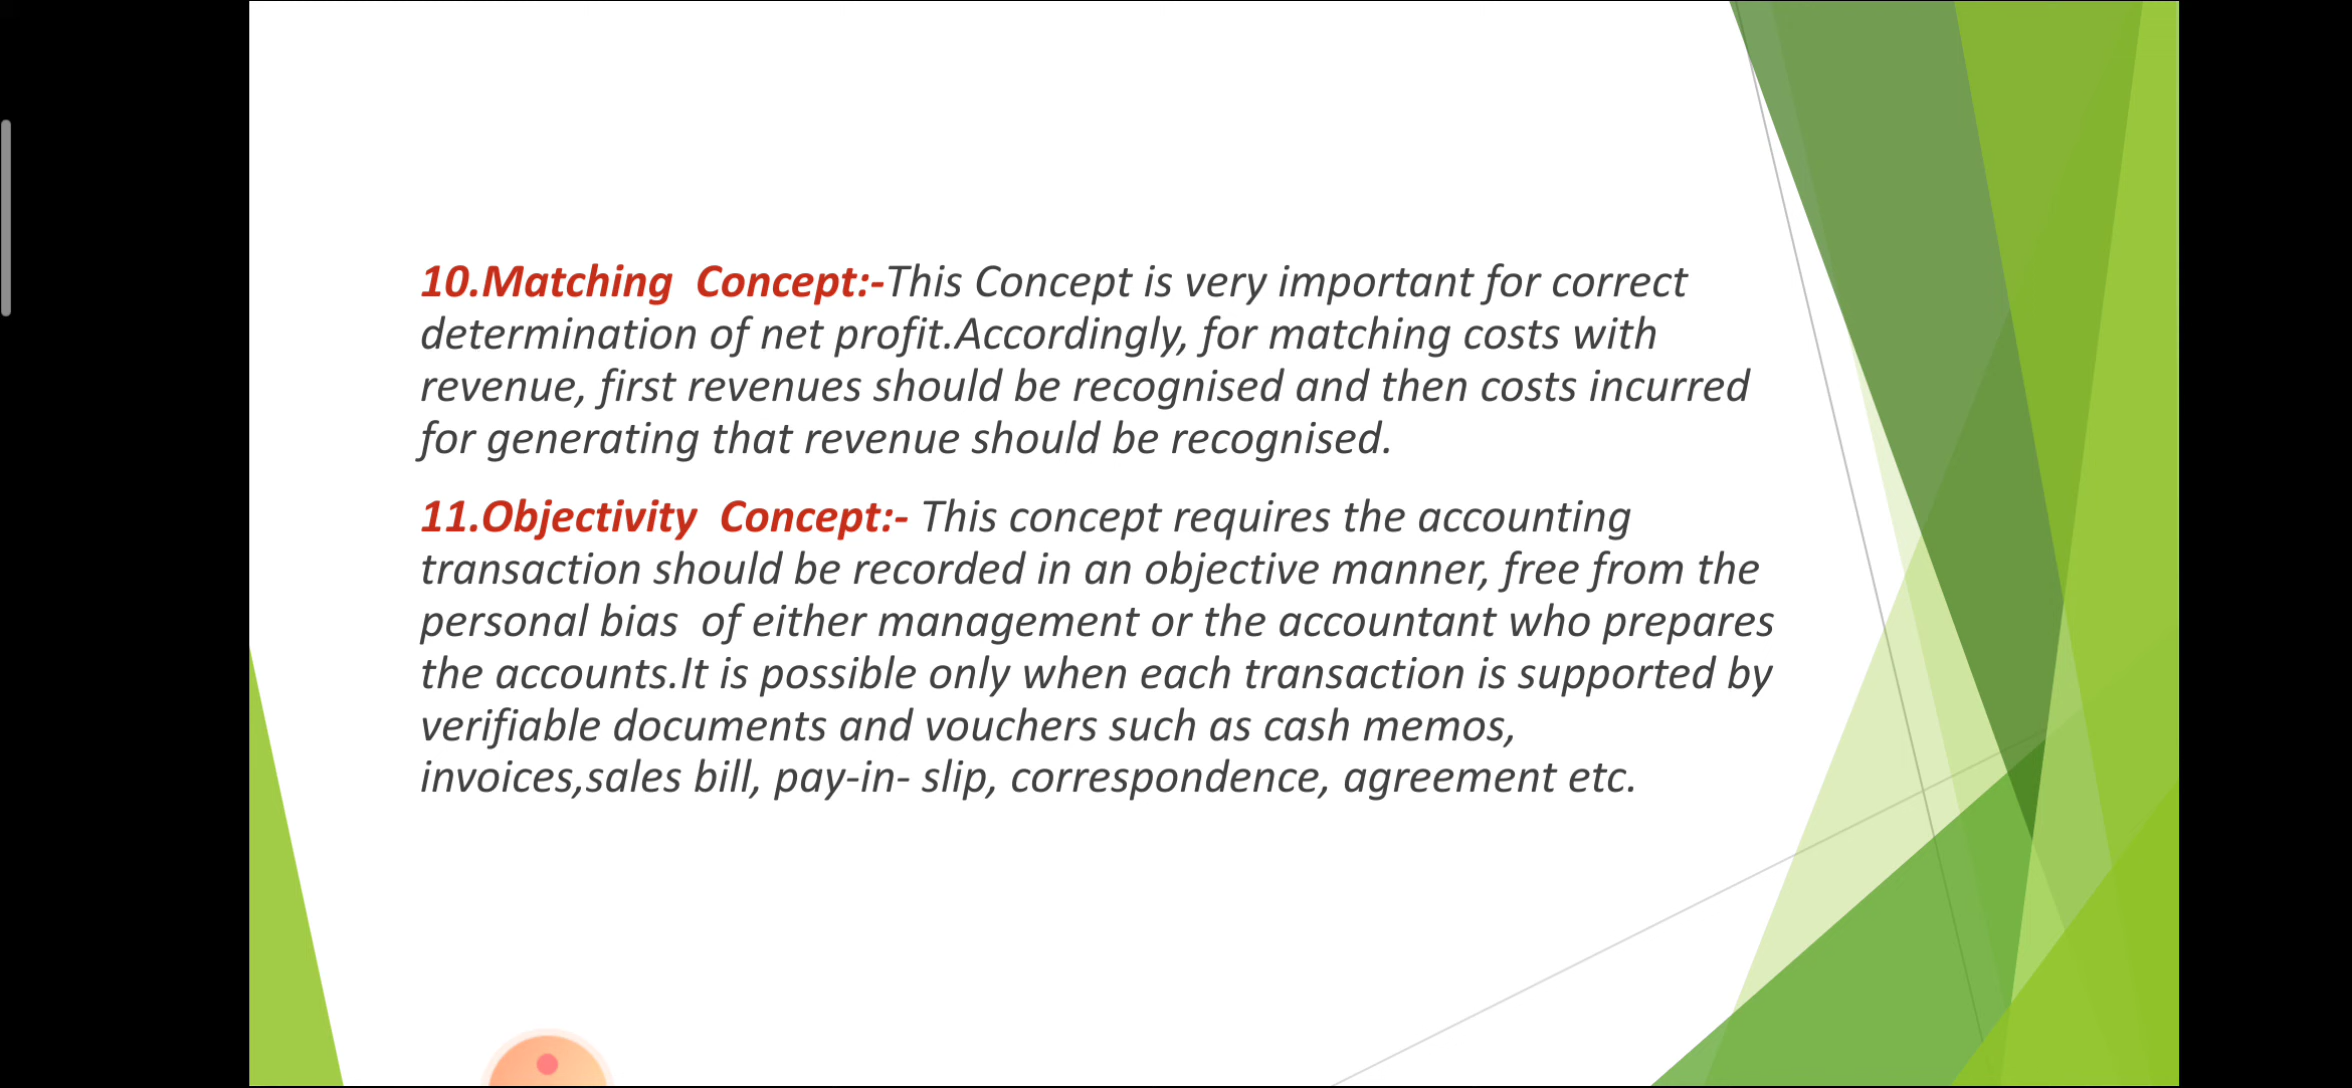 10.Matching  Concept:-This Concept is very important for correct
determination of net profit.Accordingly, for matching costs with
revenue, first revenues should be recognised and then costs incurred
for generating that revenue should be recognised.
11.Objectivity  Concept:- This concept requires the accounting
transaction should be recorded in an objective manner, free from the
personal bias  of either management or the accountant who prepares
the accounts.It is possible only when each transaction is supported by
verifiable documents and vouchers such as cash memos,
invoices,sales bill, pay-in- slip, correspondence, agreement etc.